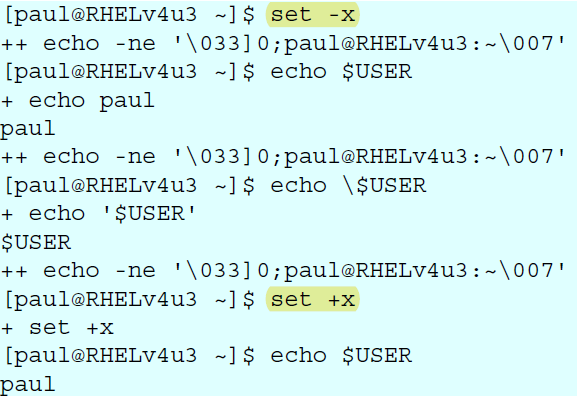 [paul@RHELv4u3 ~]$ set -x
++ echo -ne '\033]0;paul@RHELv4u3:~\007'
[paul@RHELv4u3 ~]$ echo $USER
+ echo paul
paul
++ echo -ne '\033]0;paul@RHELv4u3:~\007'
[paul@RHELv4u3 ~]$ echo \$USER
+ echo '$USER'
$USER
++ echo -ne '\033]0;paul@RHELv4u3:~\007'
[paul@RHELv4u3 ~]$ set +x
+ set +x
[paul@RHELv4u3 ~]$ echo $USER
paul